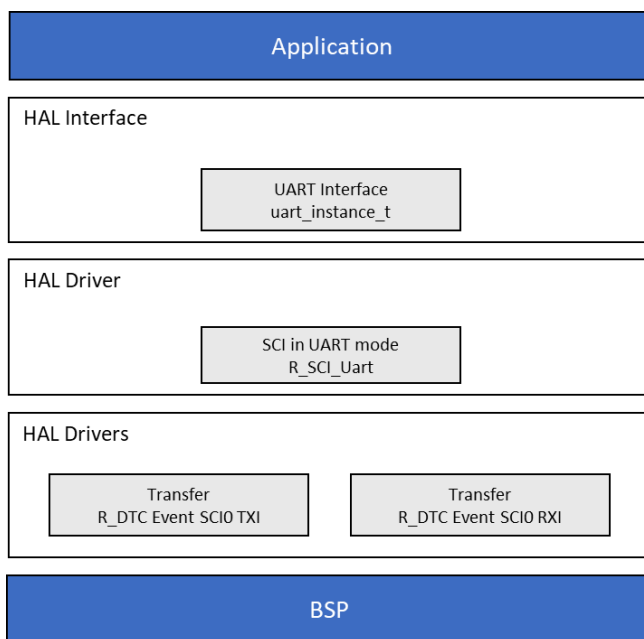 Application
HAL Interface
UART Interface
uart_instance_t
HAL Driver
SCI in UART mode
R_SCI_Uart
HAL Drivers
Transfer
R_DTC Event SCI0 TXI
Transfer
R_DTC Event SCI0 RXI
BSP